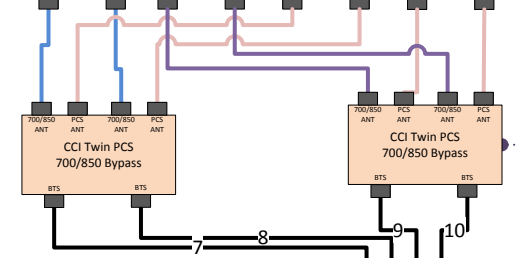 700/850 ANT
PCS ANT
700/850 ANT
PCS ANT
CCI Twin PCS
700/850 Bypass
BTS
BTS
700/850 ANT
PCS ANT
700/850 ANT
PCS ANT
CCI Twin PCS
700/850 Bypass
BTS
BTS
7
8
9
10